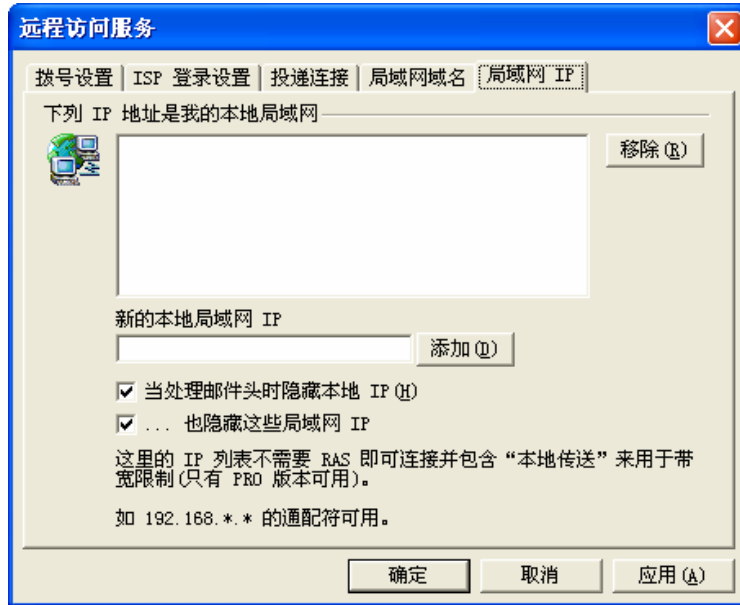 远程访问服务
拨号设置 ISP 登录设置 投递连接 局域网域名 局域网 IP
下列 IP 地址是我的本地局域网
移除(R)
新的本地局域网 IP
添加(D)
当处理邮件头时隐藏本地 IP(H)
... 也隐藏这些局域网 IP
这里的 IP 列表不需要 RAS 即可连接并包含“本地传送”来用于带
宽限制(只有 PRO 版本可用)。
如 192.168.*.* 的通配符可用。
确定 取消 应用(A)